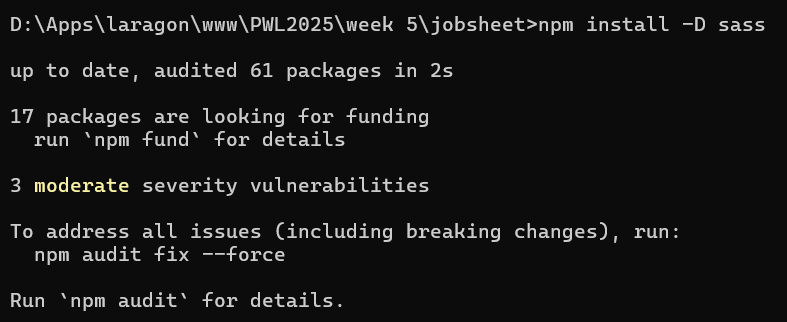 D:\Apps\laragon\www\PWL2025\week 5\jobsheet>npm install -D sass
up to date, audited 61 packages in 2s
17 packages are looking for funding
  run `npm fund` for details
3 moderate severity vulnerabilities
To address all issues (including breaking changes), run:
  npm audit fix --force
Run `npm audit` for details.